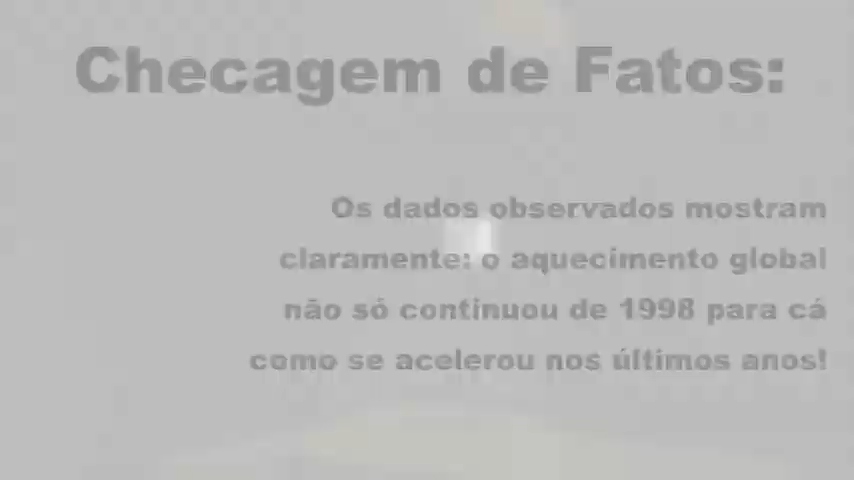 Checagem de Fatos:
Os dados observados mostram
claramente: o aquecimento global
não só continuou de 1998 para cá
como se acelerou nos últimos anos!